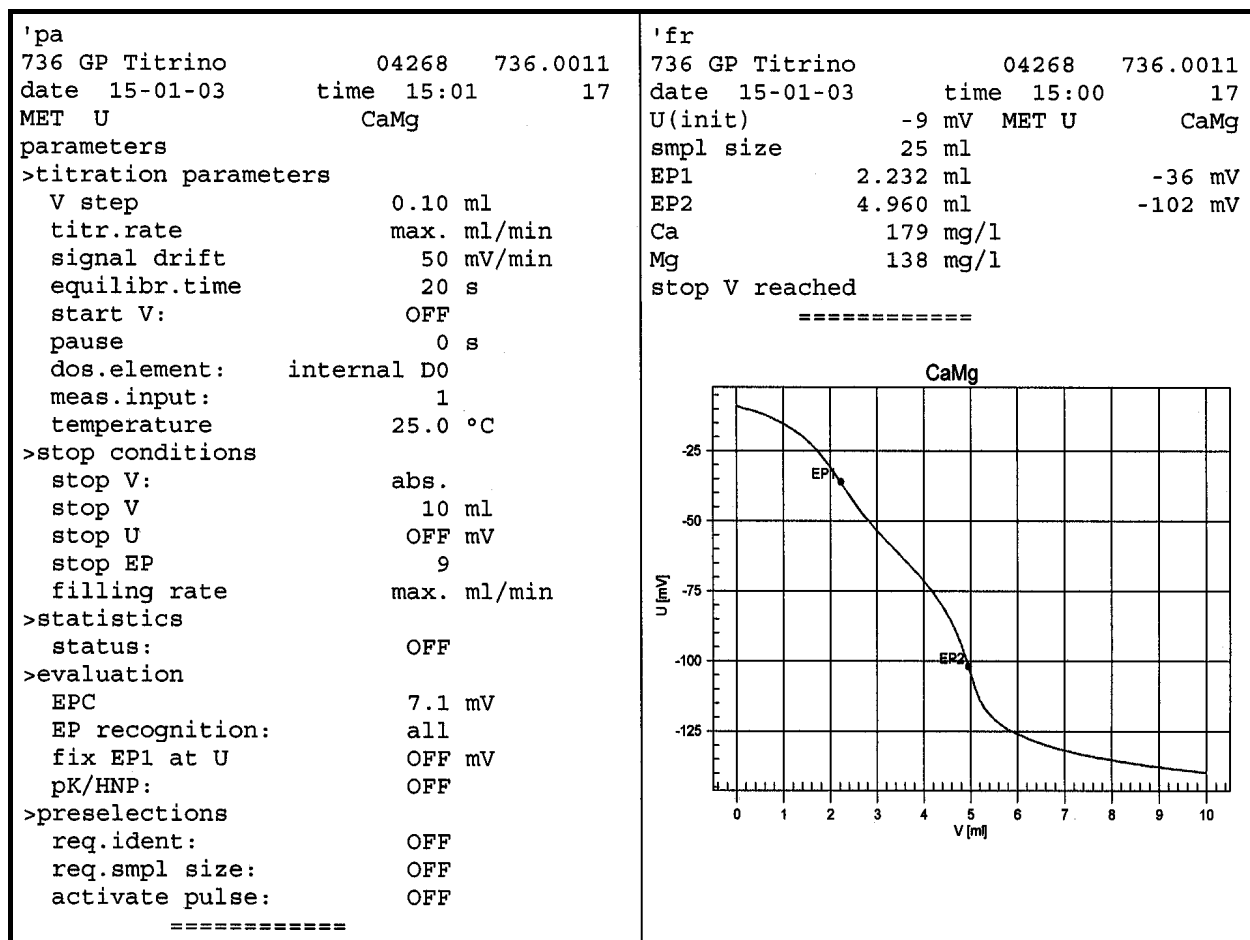 'pa
736 GP Titrino 04268 736.0011
date 15-01-03 time 15:01 17
MET U CaMg
parameters
>titration parameters
V step 0.10 ml
titr.rate max. ml/min
signal drift 50 mV/min
equilibr.time 20 s
start V: OFF
pause 0 s
dos.element: internal D0
meas.input: 1
temperature 25.0 °C
>stop conditions
stop V: abs.
stop V 10 ml
stop U OFF mV
stop EP 9
filling rate max. ml/min
>statistics
status: OFF
>evaluation
EPC 7.1 mV
EP recognition: all
fix EP1 at U OFF mV
pK/HNP: OFF
>preselections
req.ident: OFF
req.smpl size: OFF
activate pulse: OFF
============
'fr
736 GP Titrino 04268 736.0011
date 15-01-03 time 15:00 17
U(init) -9 mV MET U CaMg
smpl size 25 ml
EP1 2.232 ml -36 mV
EP2 4.960 ml -102 mV
Ca 179 mg/l
Mg 138 mg/l
stop V reached
============
CaMg
-25
EP1
-50
-75
U [mV]
-100
EP2
-125
0 1 2 3 4 5 6 7 8 9 10
V [ml]